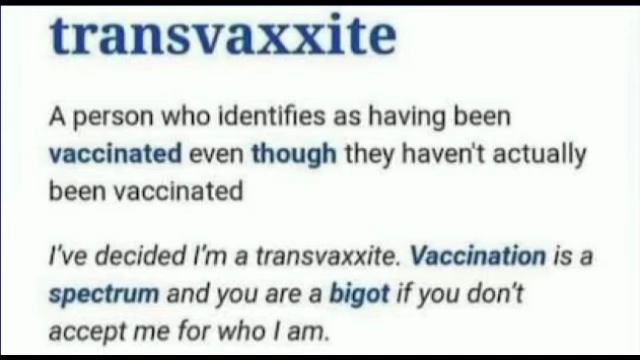 transvaxxite
A person who identifies as having been
vaccinated even though they haven't actually
been vaccinated
I've decided I'm a transvaxxite. Vaccination is a
spectrum and you are a bigot if you don't
accept me for who I am.